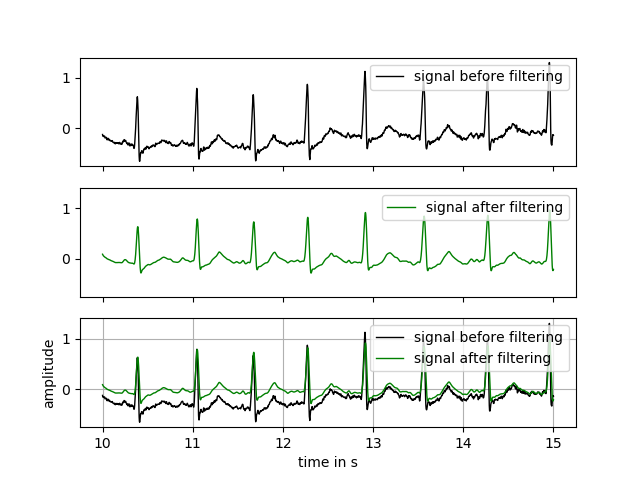 signal before filtering
1
0
signal after filtering
1
0
signal before filtering
signal after filtering
1
0
amplitude
10 11 12 13 14 15
time in s